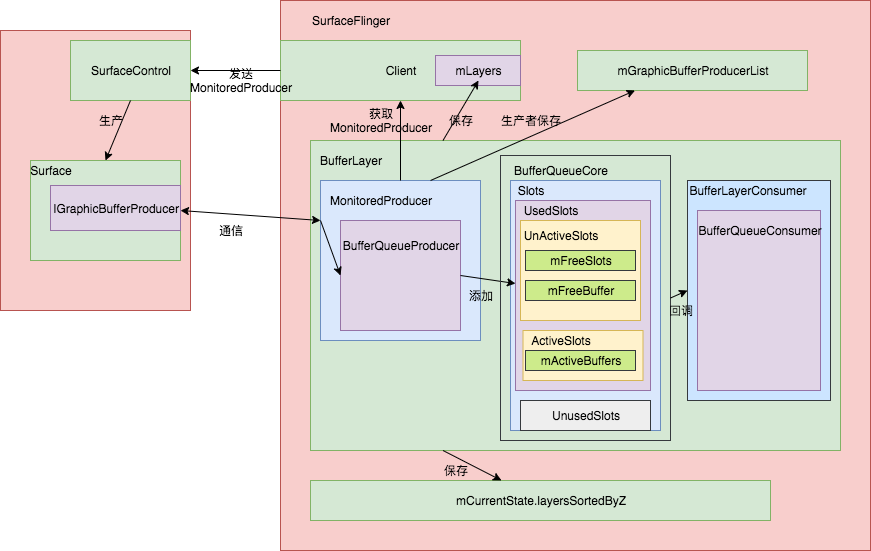 SurfaceFlinger
SurfaceControl
发送
MonitoredProducer
Client
mLayers
mGraphicBufferProducerList
生产
获取
MonitoredProducer
保存
生产者保存
Surface
IGraphicBufferProducer
通信
BufferLayer
MonitoredProducer
BufferQueueProducer
添加
BufferQueueCore
Slots
UsedSlots
UnActiveSlots
mFreeSlots
mFreeBuffer
ActiveSlots
mActiveBuffers
UnusedSlots
回调
BufferLayerConsumer
BufferQueueConsumer
保存
mCurrentState.layersSortedByZ